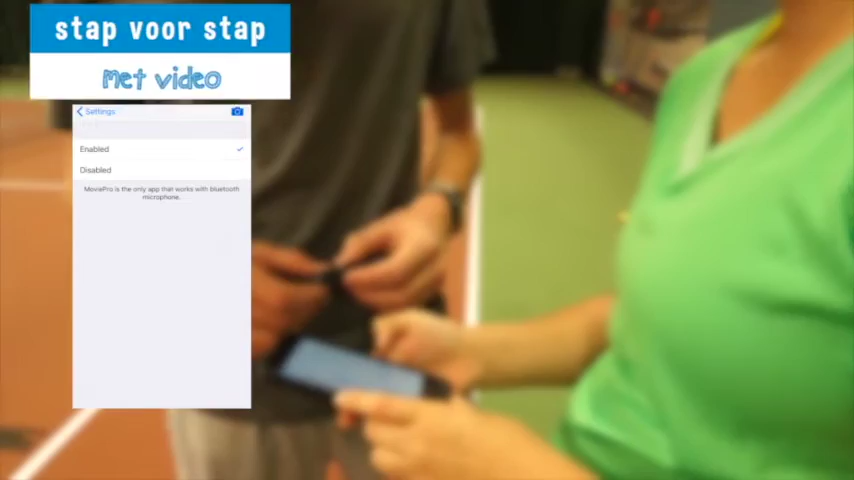 stap voor stap
met video
Settings
Enabled
Disabled
MoviePro is the only app that works with bluetooth
microphone.